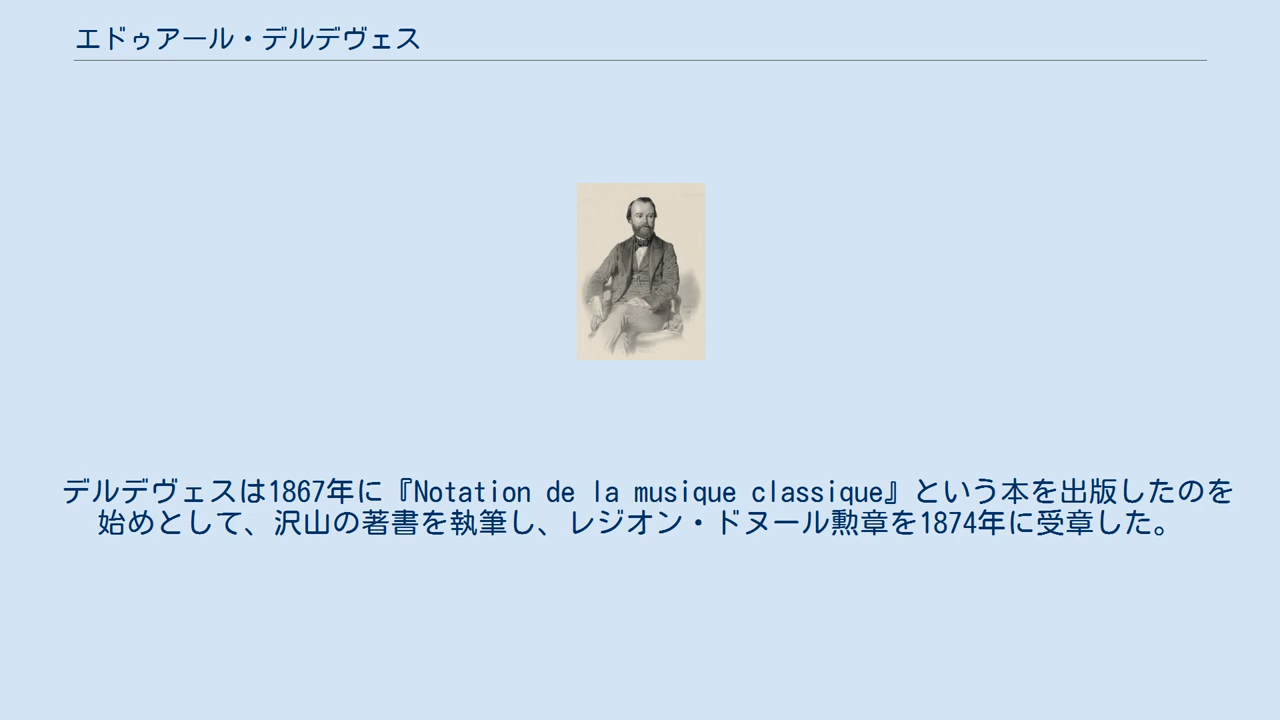 エドゥアール・デルデヴェス
デルデヴェスは1867年に『Notation de la musique classique』という本を出版したのを
始めとして、沢山の著書を執筆し、レジオン・ドヌール勲章を1874年に受章した。